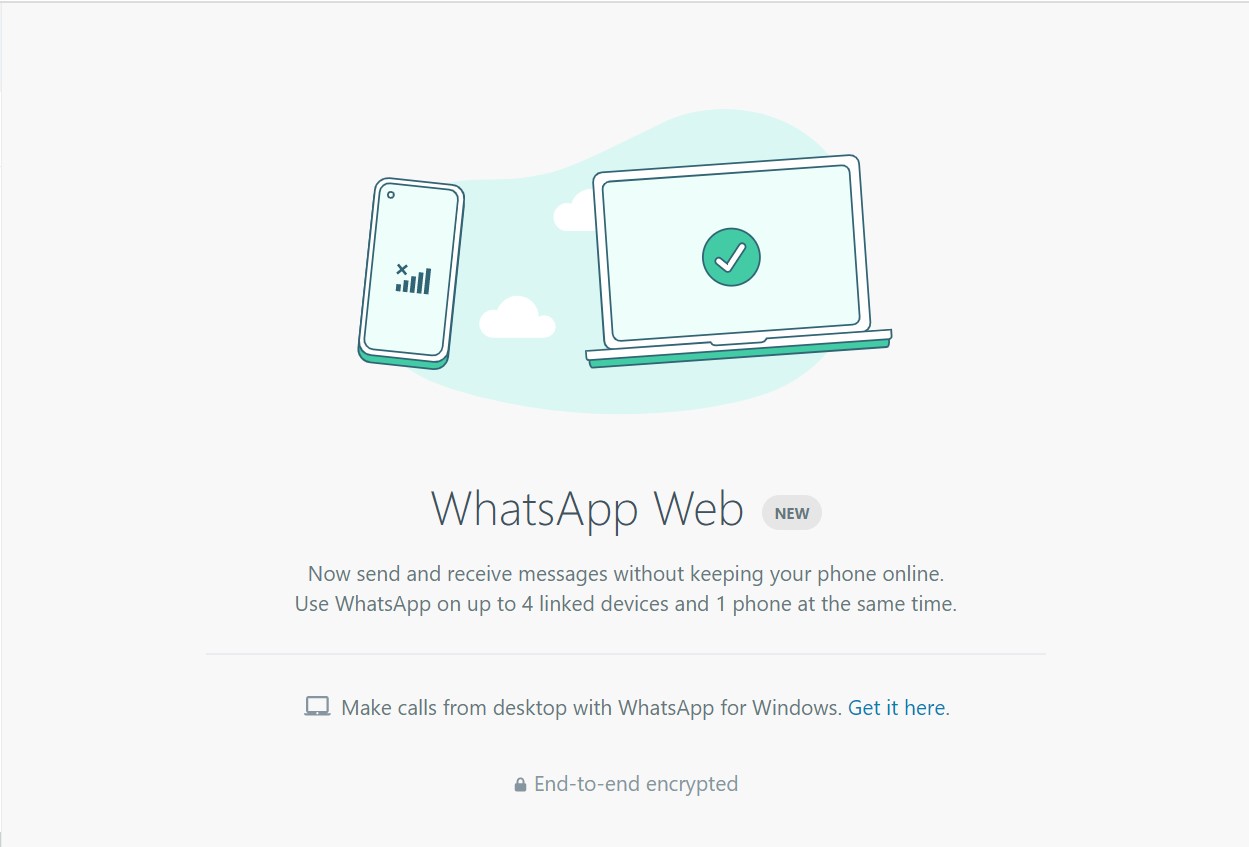 WhatsApp Web NEW
Now send and receive messages without keeping your phone online.
Use WhatsApp on up to 4 linked devices and 1 phone at the same time.
Make calls from desktop with WhatsApp for Windows. Get it here.
End-to-end encrypted